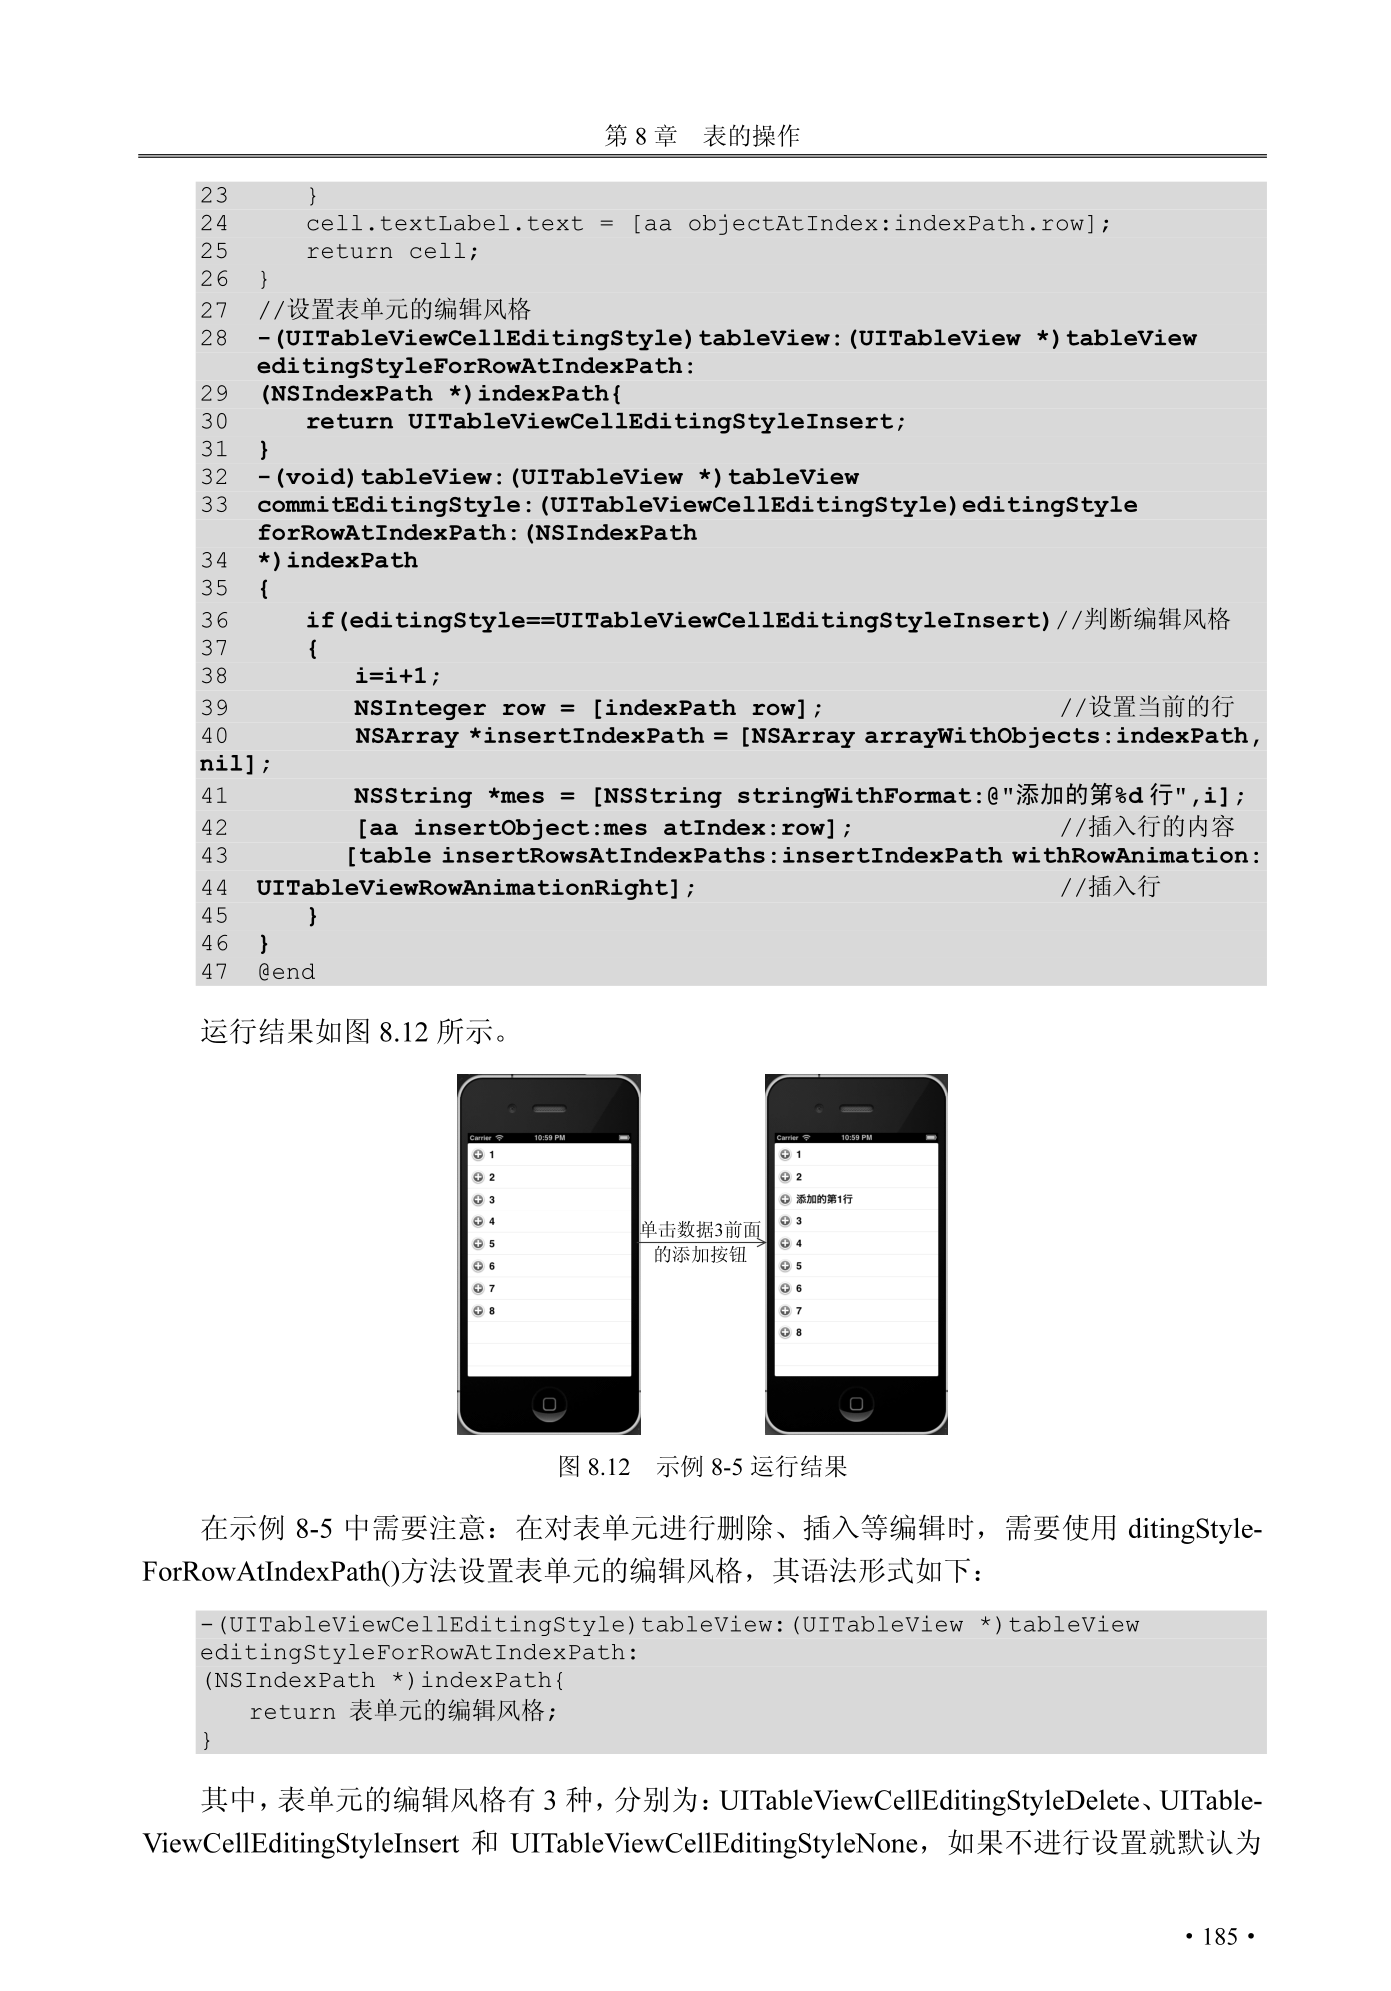 第 8 章　表的操作
23 }
24 cell.textLabel.text = [aa objectAtIndex:indexPath.row];
25 return cell;
26 }
27 //设置表单元的编辑风格
28 -(UITableViewCellEditingStyle)tableView:(UITableView *)tableView
editingStyleForRowAtIndexPath:
29 (NSIndexPath *)indexPath{
30 return UITableViewCellEditingStyleInsert;
31 }
32 -(void)tableView:(UITableView *)tableView
33 commitEditingStyle:(UITableViewCellEditingStyle)editingStyle
forRowAtIndexPath:(NSIndexPath
34 *)indexPath
35 {
36 if(editingStyle==UITableViewCellEditingStyleInsert)//判断编辑风格
37 {
38 i=i+1;
39 NSInteger row = [indexPath row]; //设置当前的行
40 NSArray *insertIndexPath = [NSArray arrayWithObjects:indexPath,
nil];
41 NSString *mes = [NSString stringWithFormat:@"添加的第%d 行",i];
42 [aa insertObject:mes atIndex:row]; //插入行的内容
43 [table insertRowsAtIndexPaths:insertIndexPath withRowAnimation:
44 UITableViewRowAnimationRight]; //插入行
45 }
46 }
47 @end
运行结果如图 8.12 所示。
Carrier 10:59 PM
1
2
3
4
5
6
7
8
单击数据3前面
的添加按钮
Carrier 10:59 PM
1
2
添加的第1行
3
4
5
6
7
8
图 8.12　示例 8-5 运行结果
在示例 8-5 中需要注意：在对表单元进行删除、插入等编辑时，需要使用 ditingStyle-
ForRowAtIndexPath()方法设置表单元的编辑风格，其语法形式如下：
-(UITableViewCellEditingStyle)tableView:(UITableView *)tableView
editingStyleForRowAtIndexPath:
(NSIndexPath *)indexPath{
return 表单元的编辑风格;
}
其中，表单元的编辑风格有 3 种，分别为：UITableViewCellEditingStyleDelete、UITable-
ViewCellEditingStyleInsert 和 UITableViewCellEditingStyleNone，如果不进行设置就默认为
• 185 •